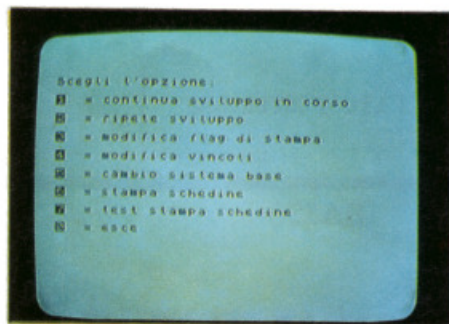 Scegli l'opzione:
1 = continua sviluppo in corso
2 = ripete sviluppo
3 = modifica flag di stampa
4 = modifica vincoli
5 = cambio sistema base
6 = stampa schedine
7 = test stampa schedine
= esce